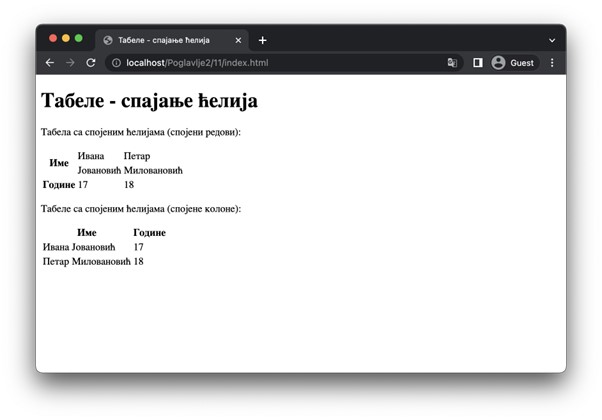 Табеле - спајање ћелија
localhost/Poglavlje2/11/index.html
Guest
Табеле - спајање ћелија
Табела са спојеним ћелијама (спојени редови):
Име Ивана Петар
Јовановић Миловановић
Године 17 18
Табеле са спојеним ћелијама (спојене колоне):
Име Године
Ивана Јовановић 17
Петар Миловановић 18